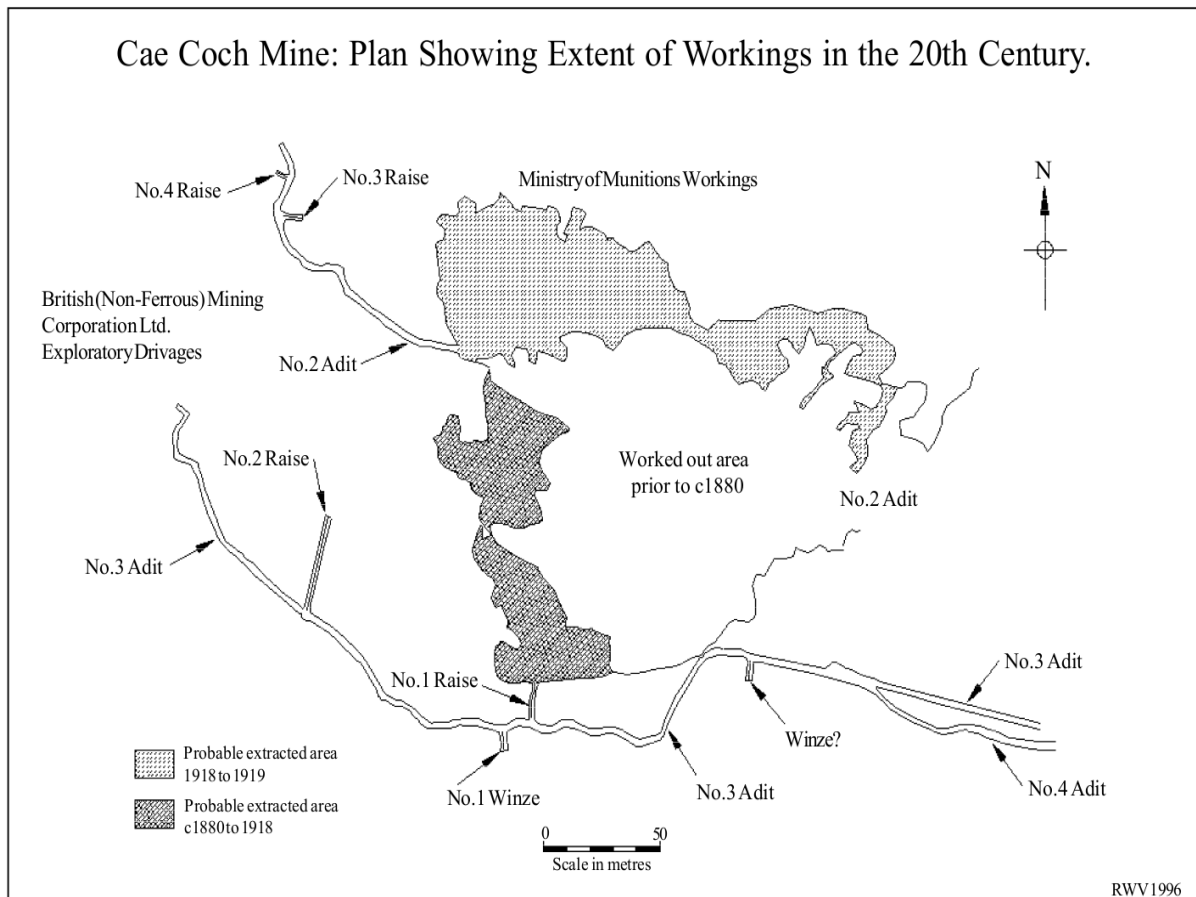 Cae Coch Mine: Plan Showing Extent of Workings in the 20th Century.
No.4 Raise
No.3 Raise
Ministry of Munitions Workings
N
British (Non-Ferrous) Mining
Corporation Ltd.
Exploratory Drivages
No.2 Adit
No.2 Raise
Worked out area
prior to c1880
No.2 Adit
No.3 Adit
No.1 Raise
No.3 Adit
Winze?
No.1 Winze
No.3 Adit
No.4 Adit
Probable extracted area
1918 to 1919
Probable extracted area
c1880 to 1918
0 50
Scale in metres
RWV 1996